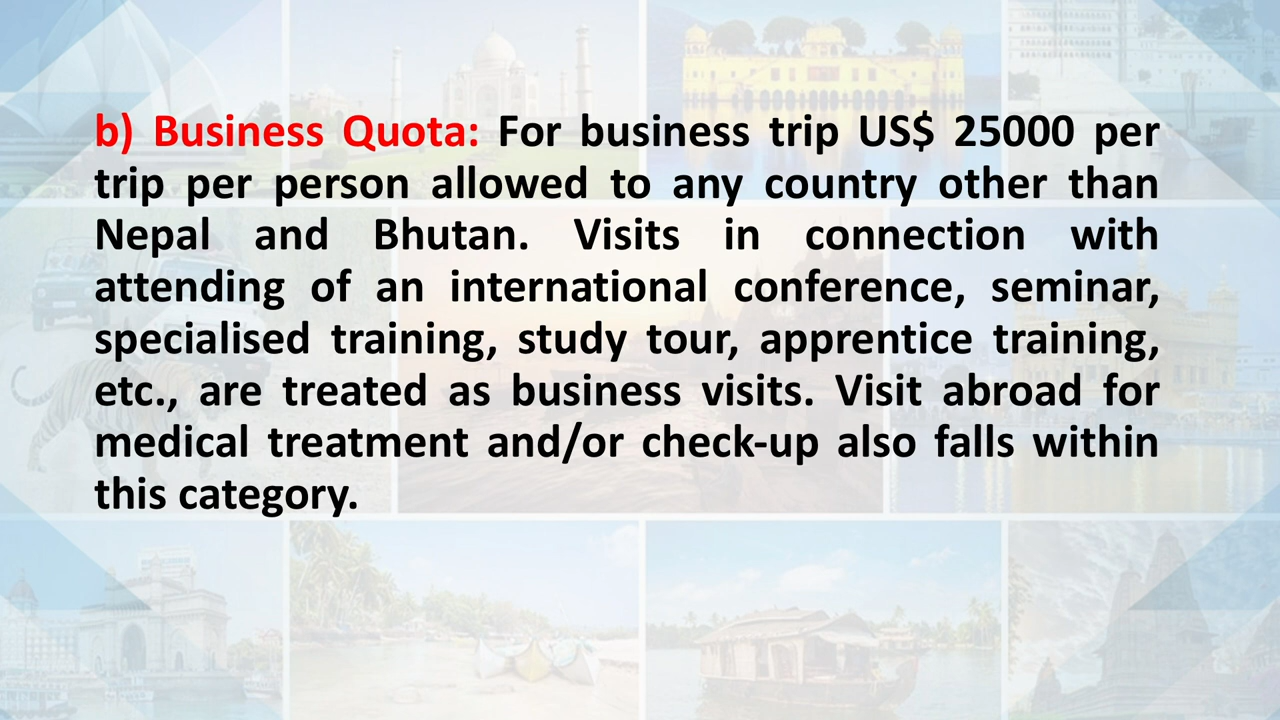 b) Business Quota: For business trip US$ 25000 per
trip per person allowed to any country other than
Nepal and Bhutan. Visits in connection with
attending of an international conference, seminar,
specialised training, study tour, apprentice training,
etc., are treated as business visits. Visit abroad for
medical treatment and/or check-up also falls within
this category.